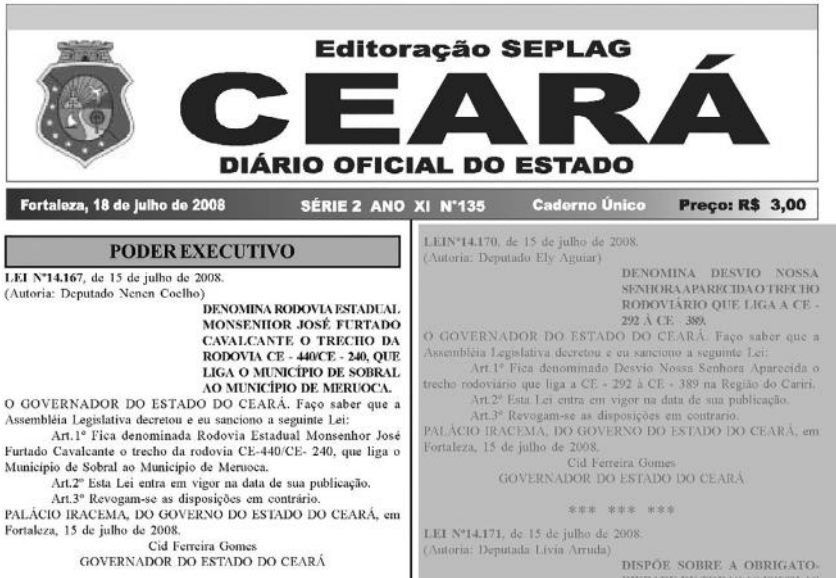 Editoração SEPLAG
CEARÁ
DIÁRIO OFICIAL DO ESTADO
Fortaleza, 18 de julho de 2008 SÉRIE 2 ANO XI Nº135 Caderno Único Preço: R$ 3,00
PODER EXECUTIVO
LEI Nº14.167, de 15 de julho de 2008.
(Autoria: Deputado Nenen Coelho)
DENOMINA RODOVIA ESTADUAL
MONSENHOR JOSÉ FURTADO
CAVALCANTE O TRECHO DA
RODOVIA CE - 440/CE - 240, QUE
LIGA O MUNICÍPIO DE SOBRAL
AO MUNICÍPIO DE MERUOCA.
O GOVERNADOR DO ESTADO DO CEARÁ. Faço saber que a
Assembléia Legislativa decretou e eu sanciono a seguinte Lei:
Art.1º Fica denominada Rodovia Estadual Monsenhor José
Furtado Cavalcante o trecho da rodovia CE-440/CE- 240, que liga o
Município de Sobral ao Município de Meruoca.
Art.2º Esta Lei entra em vigor na data de sua publicação.
Art.3º Revogam-se as disposições em contrário.
PALÁCIO IRACEMA, DO GOVERNO DO ESTADO DO CEARÁ, em
Fortaleza, 15 de julho de 2008.
Cid Ferreira Gomes
GOVERNADOR DO ESTADO DO CEARÁ
LEI Nº14.170, de 15 de julho de 2008.
(Autoria: Deputado Ely Aguiar)
DENOMINA DESVIO NOSSA
SENHORA APARECIDA O TRECHO
RODOVIÁRIO QUE LIGA A CE -
292 À CE - 389.
O GOVERNADOR DO ESTADO DO CEARÁ. Faço saber que a
Assembléia Legislativa decretou e eu sanciono a seguinte Lei:
Art.1º Fica denominado Desvio Nossa Senhora Aparecida o
trecho rodoviário que liga a CE - 292 à CE - 389 na Região do Cariri.
Art.2º Esta Lei entra em vigor na data de sua publicação.
Art.3º Revogam-se as disposições em contrario.
PALÁCIO IRACEMA, DO GOVERNO DO ESTADO DO CEARÁ, em
Fortaleza, 15 de julho de 2008.
Cid Ferreira Gomes
GOVERNADOR DO ESTADO DO CEARÁ
*** *** ***
LEI Nº14.171, de 15 de julho de 2008.
(Autoria: Deputada Lívia Arruda)
DISPÕE SOBRE A OBRIGATO-